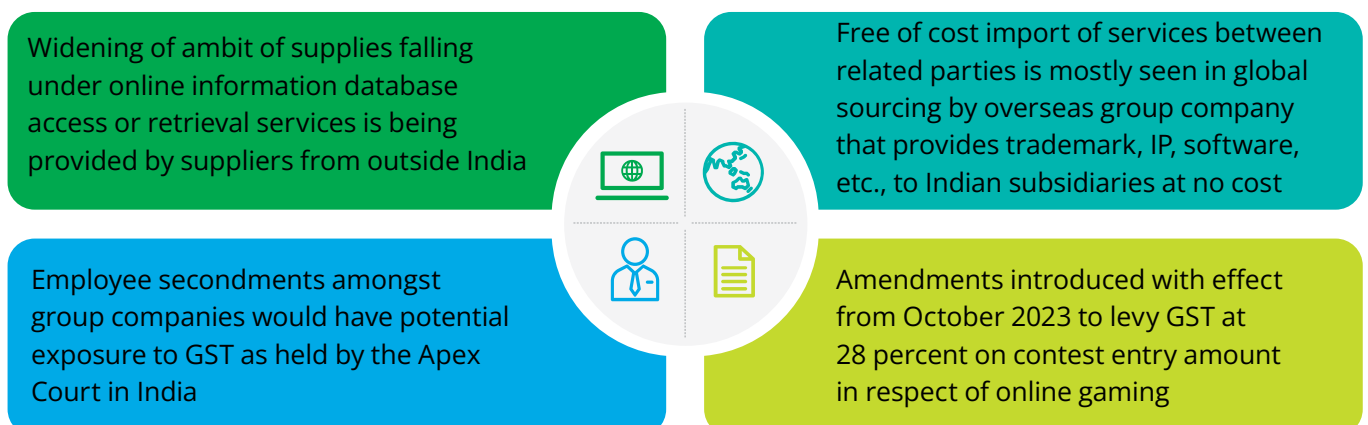 Widening of ambit of supplies falling
under online information database
access or retrieval services is being
provided by suppliers from outside India
Free of cost import of services between
related parties is mostly seen in global
sourcing by overseas group company
that provides trademark, IP, software,
etc., to Indian subsidiaries at no cost
Employee secondments amongst
group companies would have potential
exposure to GST as held by the Apex
Court in India
Amendments introduced with effect
from October 2023 to levy GST at
28 percent on contest entry amount
in respect of online gaming